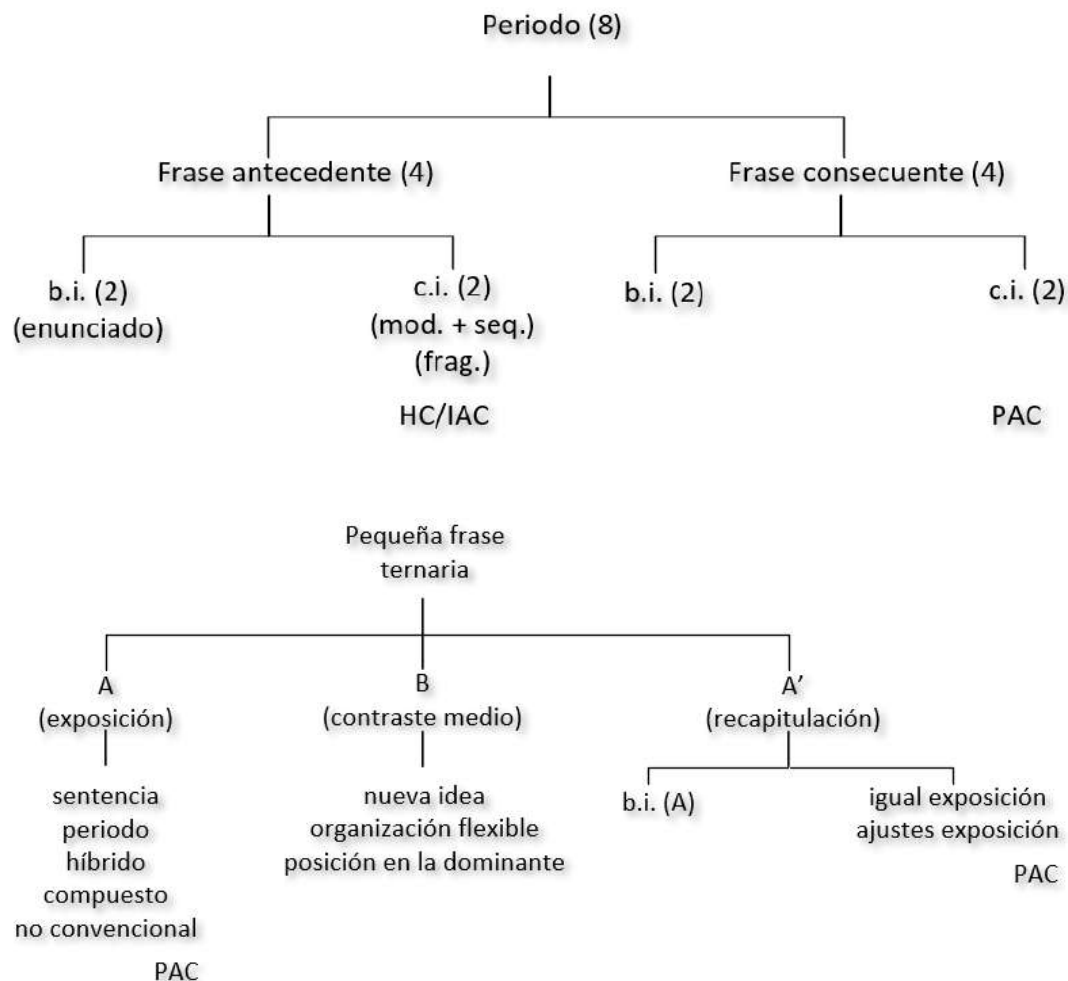 Periodo (8)
Frase antecedente (4)
Frase consecuente (4)
b.i. (2)
(enunciado)
c.i. (2)
(mod. + seq.)
(frag.)
HC/IAC
b.i. (2)
c.i. (2)
PAC
Pequeña frase
ternaria
A
(exposición)
B
(contraste medio)
A’
(recapitulación)
sentencia
periodo
híbrido
compuesto
no convencional
PAC
nueva idea
organización flexible
posición en la dominante
b.i. (A)
igual exposición
ajustes exposición
PAC